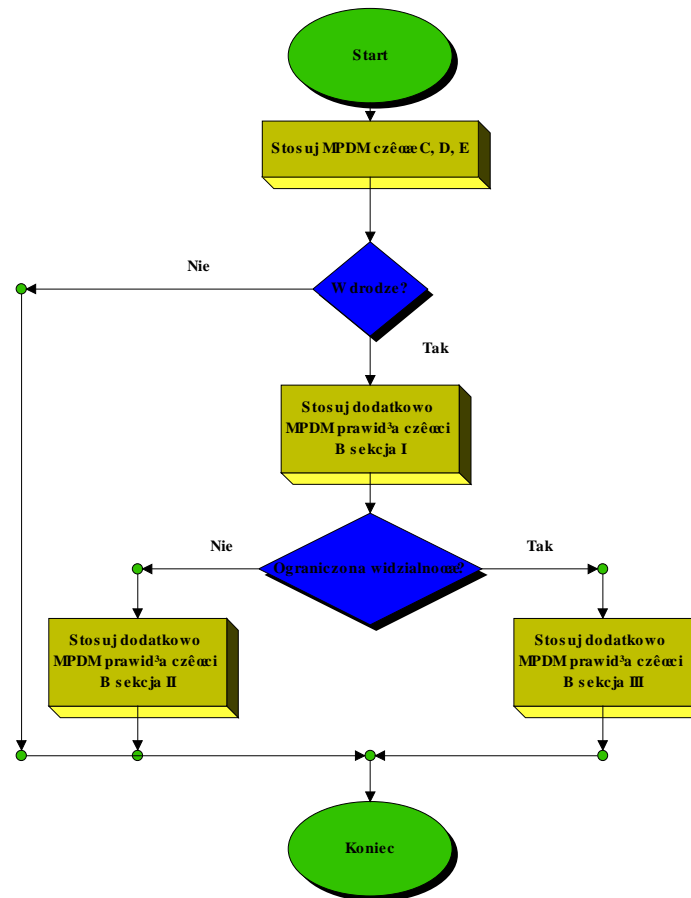 Start
Stosuj MPDM czêœæ C, D, E
Nie
W drodze?
Tak
Stosuj dodatkowo
MPDM prawid³a czêœci
B sekcja I
Nie
Tak
Ograniczona widzialnoœæ?
Stosuj dodatkowo
MPDM prawid³a czêœci
B sekcja II
Stosuj dodatkowo
MPDM prawid³a czêœci
B sekcja III
Koniec